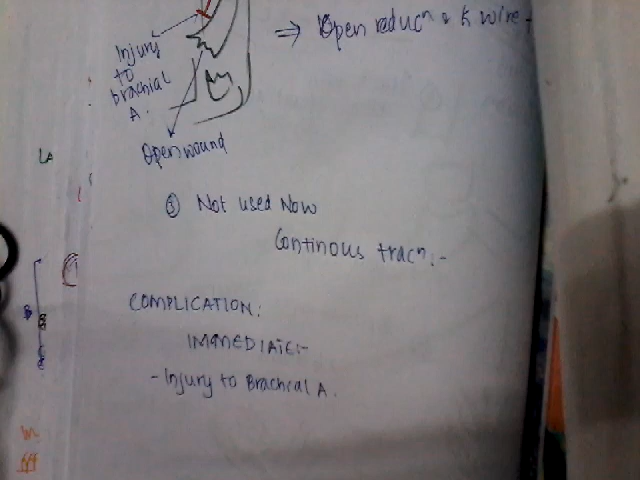 ⇒ Open reducⁿ & K wire
Injury
to
brachial
A.
Open wound
LA
③ Not used Now
Continous tracⁿ:-
COMPLICATION:
IMMEDIATE:-
- Injury to Brachial A.